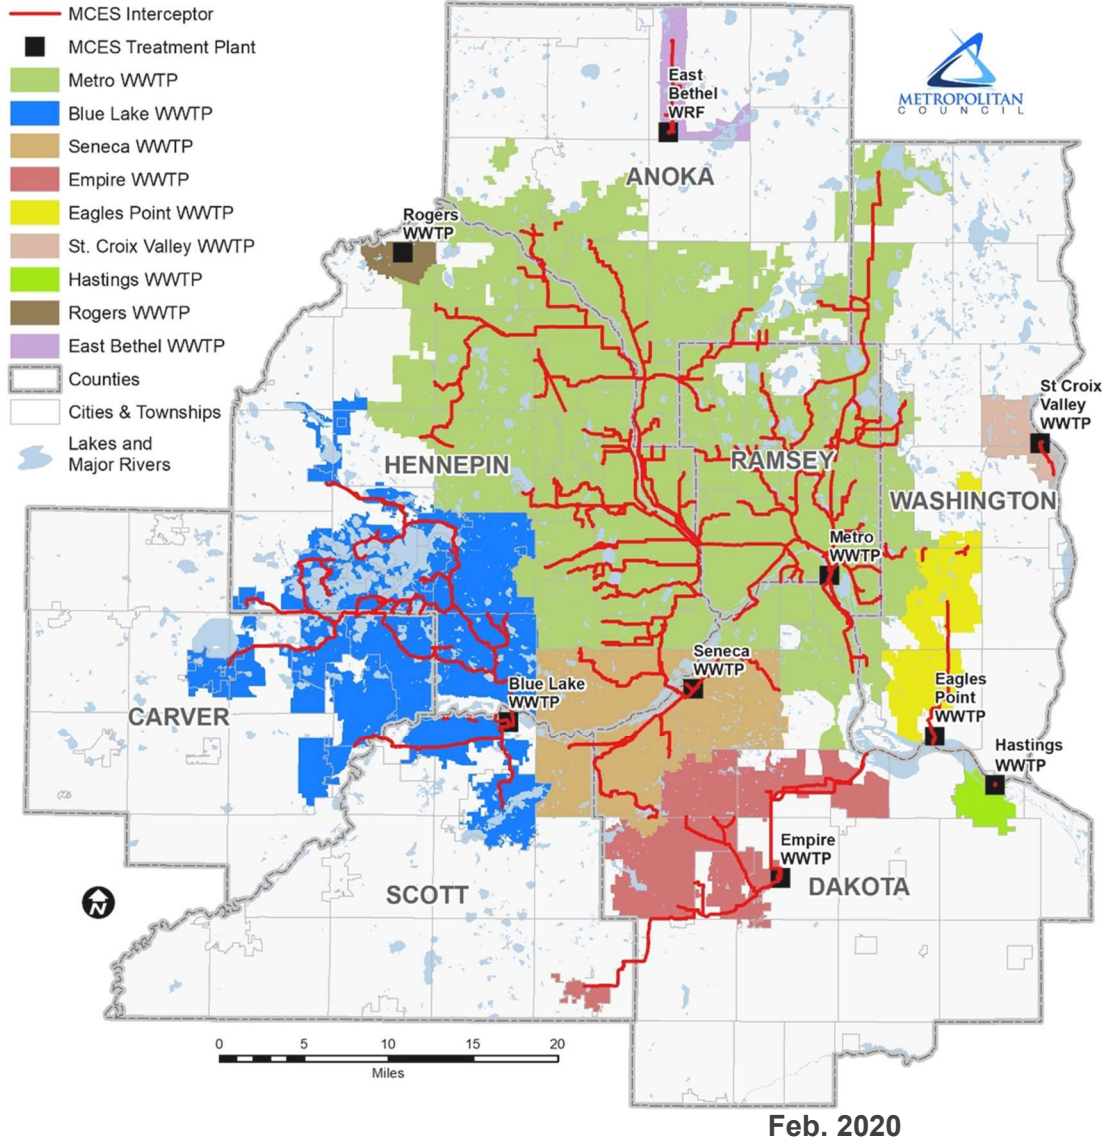 MCES Interceptor
MCES Treatment Plant
Metro WWTP
Blue Lake WWTP
Seneca WWTP
Empire WWTP
Eagles Point WWTP
St. Croix Valley WWTP
Hastings WWTP
Rogers WWTP
East Bethel WWTP
Counties
Cities & Townships
Lakes and
Major Rivers
METROPOLITAN
COUNCIL
East
Bethel
WRF
ANOKA
Rogers
WWTP
St Croix
Valley
WWTP
HENNEPIN
RAMSEY
WASHINGTON
Metro
WWTP
Seneca
WWTP
Blue Lake
WWTP
Eagles
Point
WWTP
CARVER
Hastings
WWTP
Empire
WWTP
SCOTT
DAKOTA
N
0 5 10 15 20
Miles
Feb. 2020